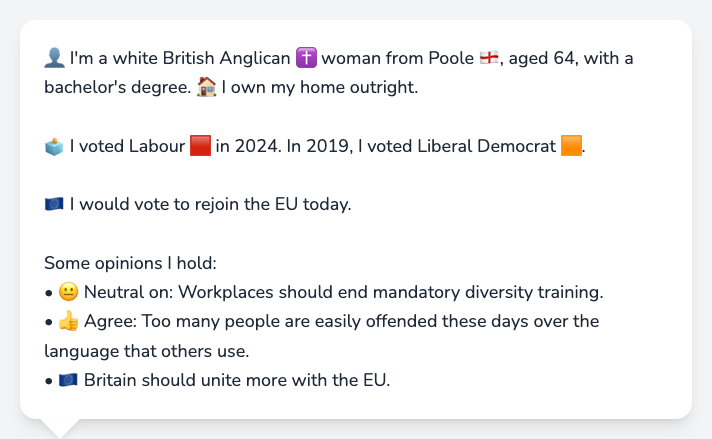 👤 I'm a white British Anglican ✝️ woman from Poole 🏴󠁧󠁢󠁥󠁮󠁧󠁿, aged 64, with a
bachelor's degree. 🏠 I own my home outright.
🗳️ I voted Labour 🟥 in 2024. In 2019, I voted Liberal Democrat 🟧.
🇪🇺 I would vote to rejoin the EU today.
Some opinions I hold:
• 😐 Neutral on: Workplaces should end mandatory diversity training.
• 👍 Agree: Too many people are easily offended these days over the
language that others use.
• 🇪🇺 Britain should unite more with the EU.